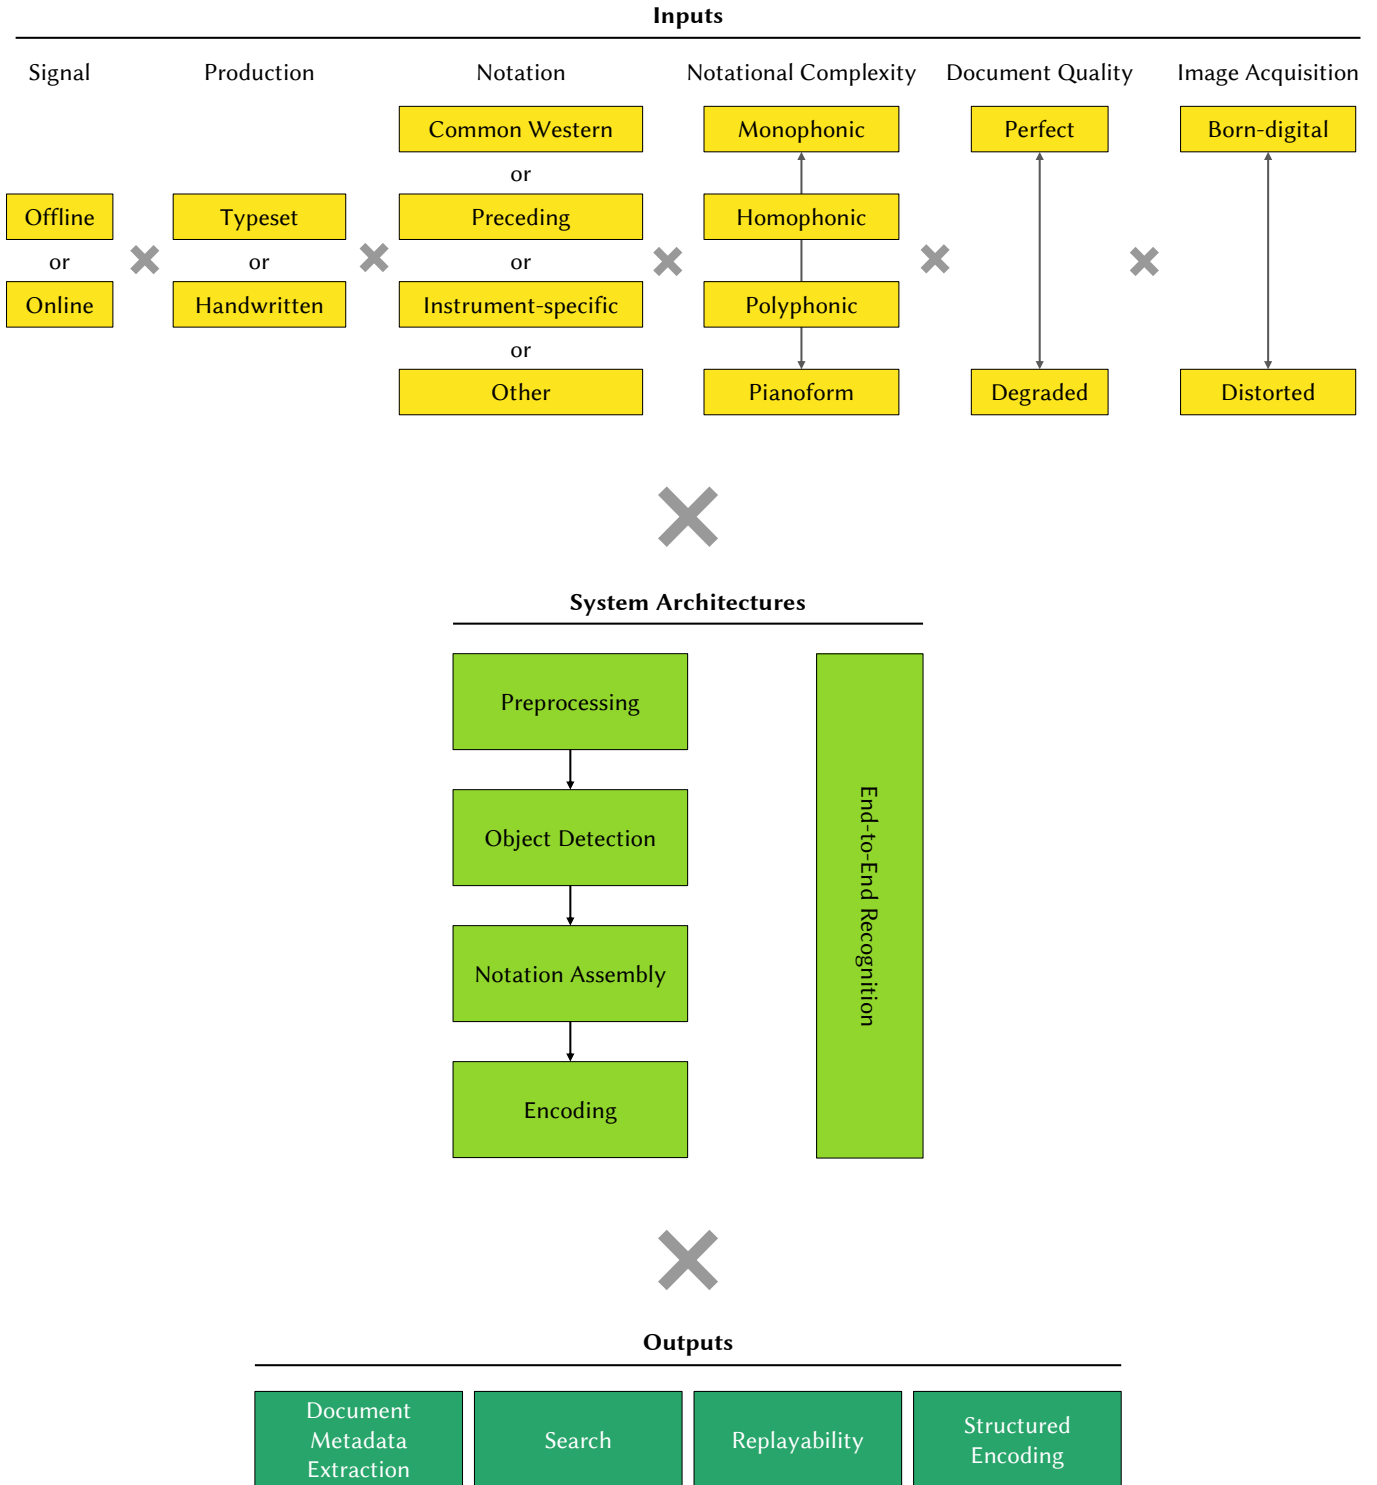 Inputs
Signal
Production
Notation
Notational Complexity
Document Quality
Image Acquisition
Offline
or
Online
Typeset
or
Handwritten
Common Western
or
Preceding
or
Instrument-specific
or
Other
Monophonic
Homophonic
Polyphonic
Pianoform
Perfect
Degraded
Born-digital
Distorted
System Architectures
Preprocessing
Object Detection
Notation Assembly
Encoding
End-to-End Recognition
Outputs
Document
Metadata
Extraction
Search
Replayability
Structured
Encoding